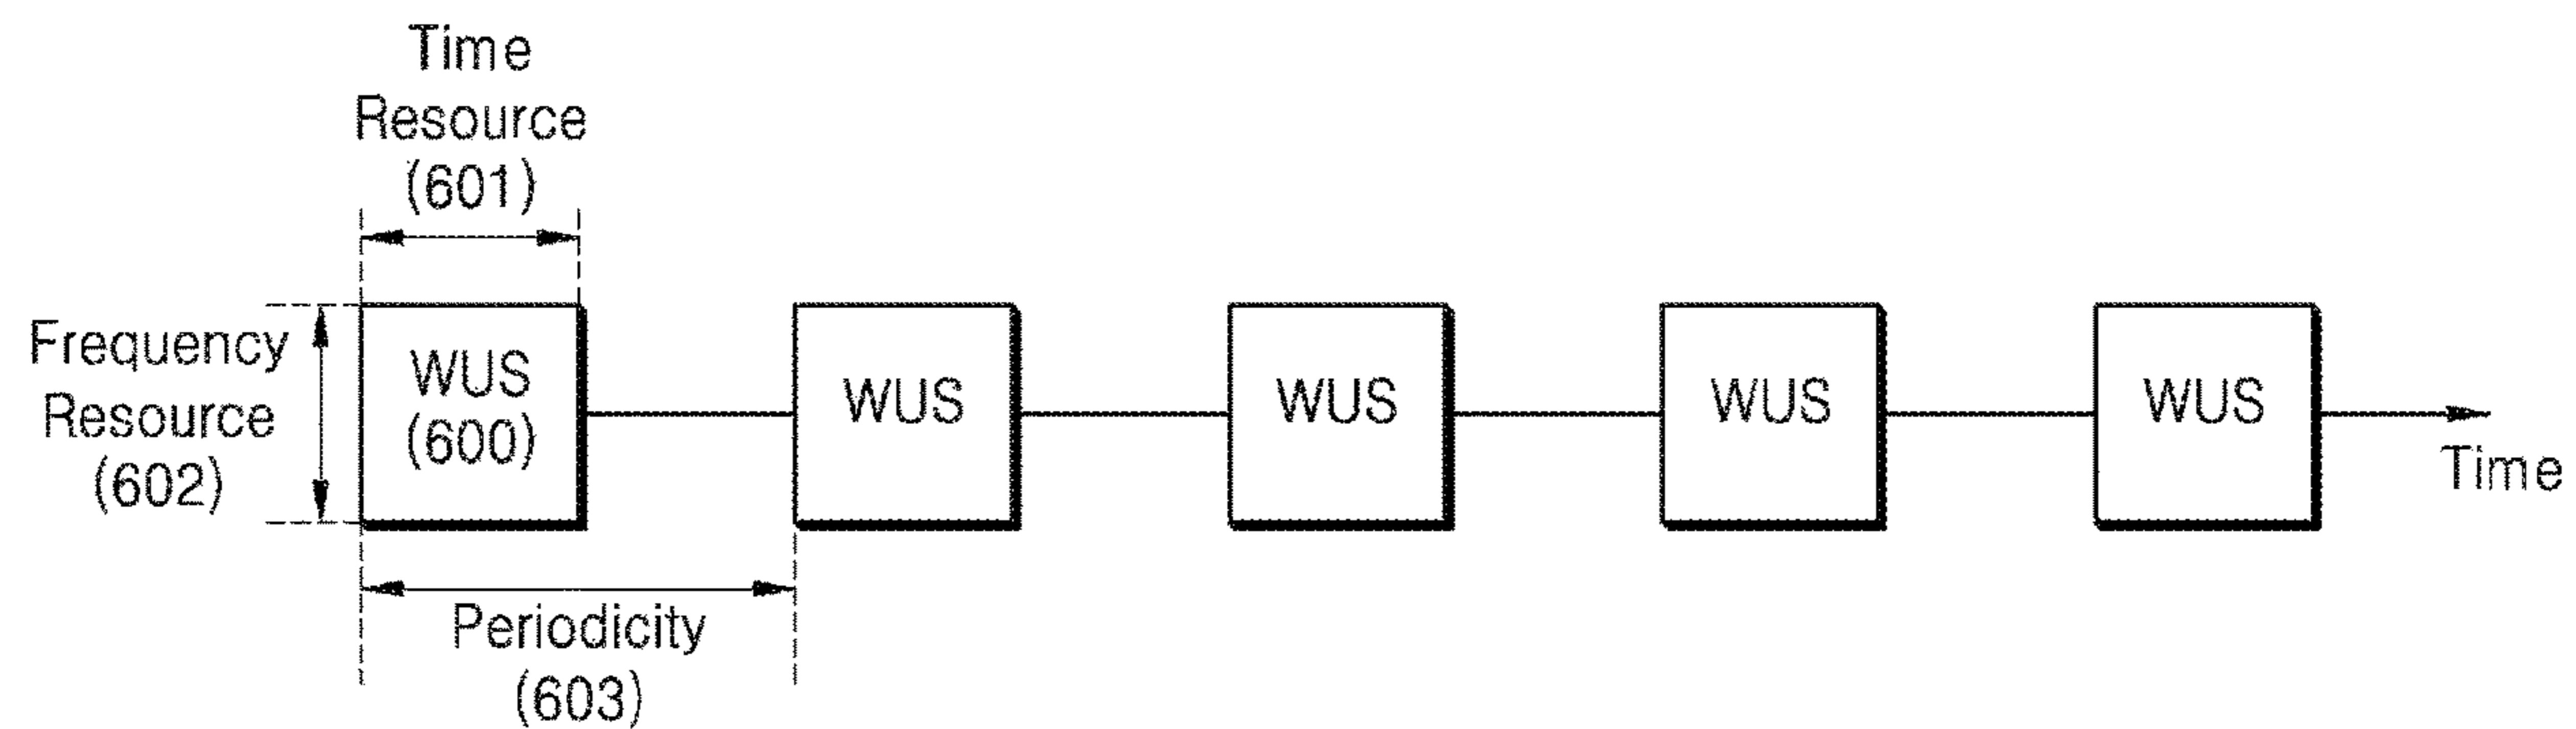 Time
Resource
(601)
Frequency
Resource
(602)
WUS
(600)
WUS
WUS
WUS
WUS
Time
Periodicity
(603)